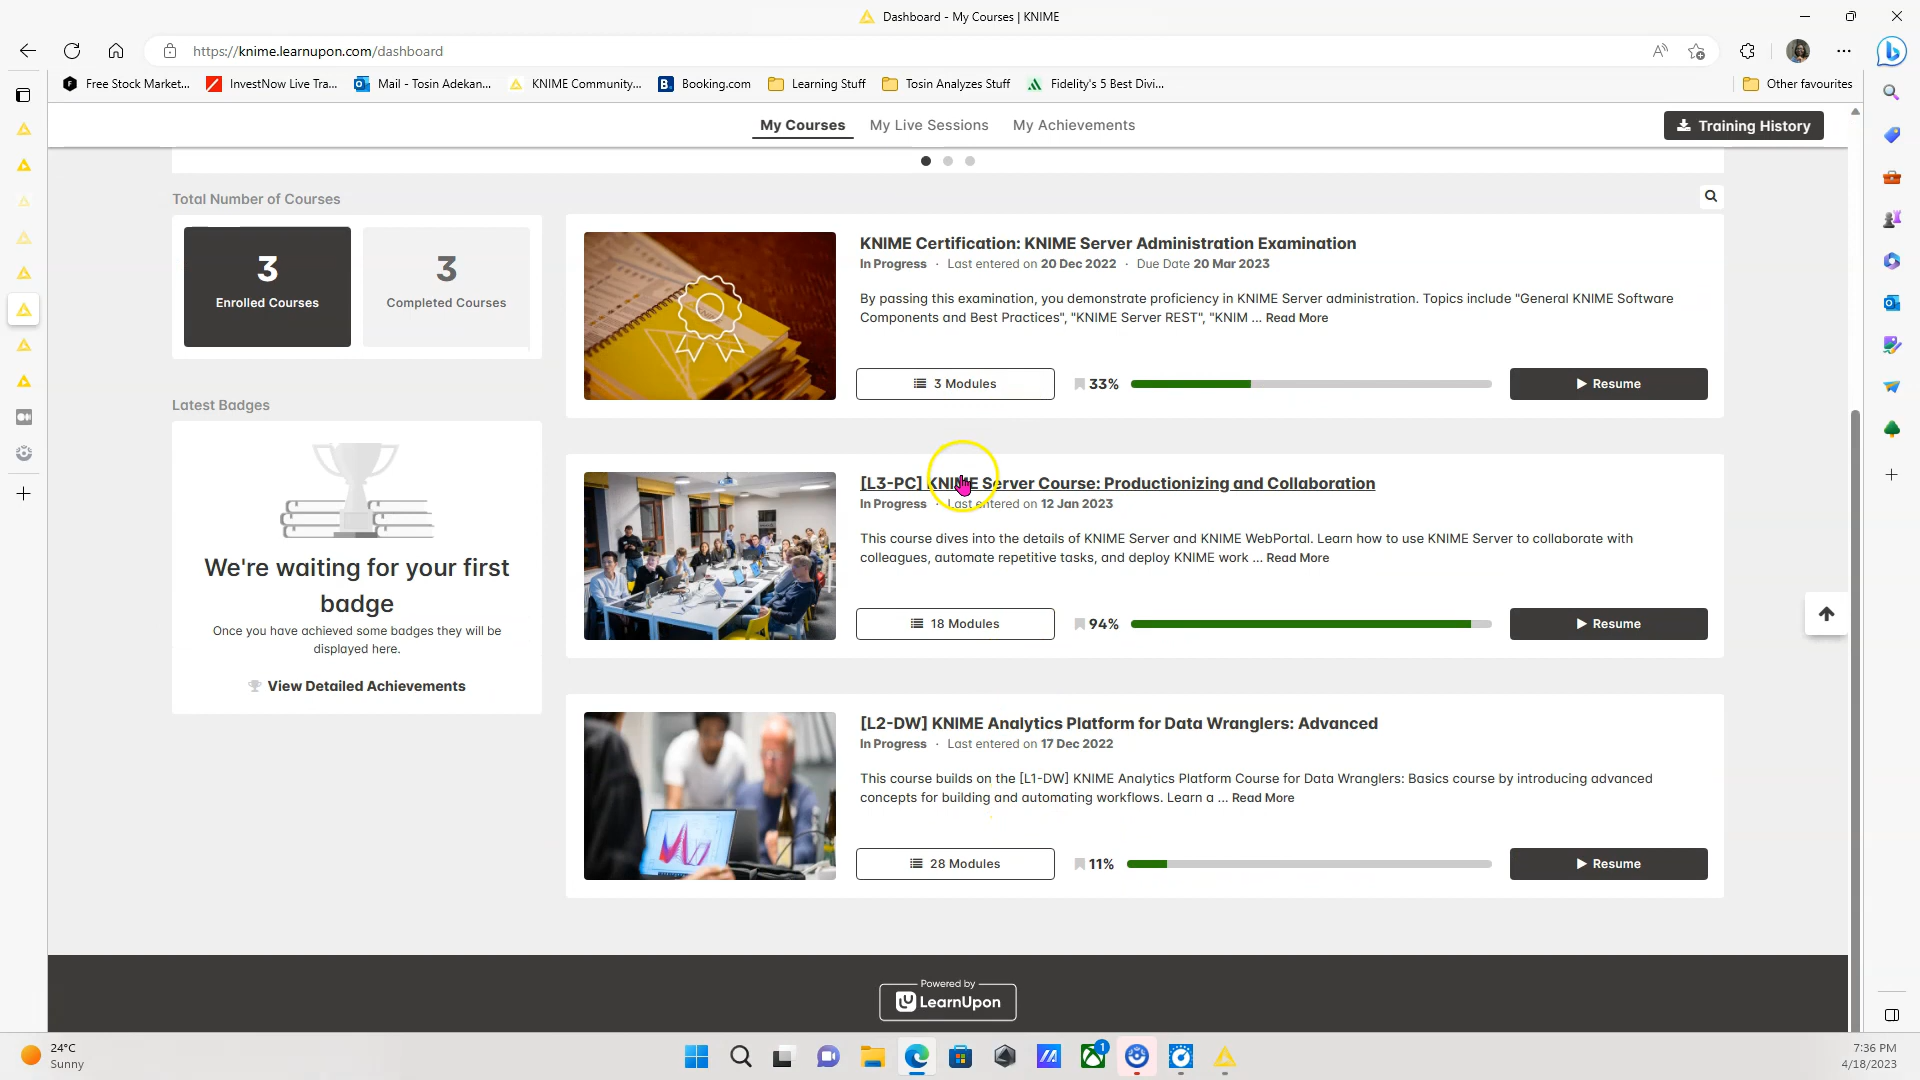 Dashboard - My Courses | KNIME
https://knime.learnupon.com/dashboard
Free Stock Market...
InvestNow Live Tra...
Mail - Tosin Adekan...
KNIME Community...
Booking.com
Learning Stuff
Tosin Analyzes Stuff
Fidelity's 5 Best Divi...
Other favourites
My Courses
My Live Sessions
My Achievements
Training History
Total Number of Courses
3
Enrolled Courses
3
Completed Courses
Latest Badges
We're waiting for your first
badge
Once you have achieved some badges they will be
displayed here.
View Detailed Achievements
KNIME Certification: KNIME Server Administration Examination
In Progress · Last entered on 20 Dec 2022 · Due Date 20 Mar 2023
By passing this examination, you demonstrate proficiency in KNIME Server administration. Topics include "General KNIME Software
Components and Best Practices", "KNIME Server REST", "KNIM ... Read More
3 Modules
33%
Resume
[L3-PC] KNIME Server Course: Productionizing and Collaboration
In Progress · Last entered on 12 Jan 2023
This course dives into the details of KNIME Server and KNIME WebPortal. Learn how to use KNIME Server to collaborate with
colleagues, automate repetitive tasks, and deploy KNIME work ... Read More
18 Modules
94%
Resume
[L2-DW] KNIME Analytics Platform for Data Wranglers: Advanced
In Progress · Last entered on 17 Dec 2022
This course builds on the [L1-DW] KNIME Analytics Platform Course for Data Wranglers: Basics course by introducing advanced
concepts for building and automating workflows. Learn a ... Read More
28 Modules
11%
Resume
Powered by
LearnUpon
24°C
Sunny
1
7:36 PM
4/18/2023